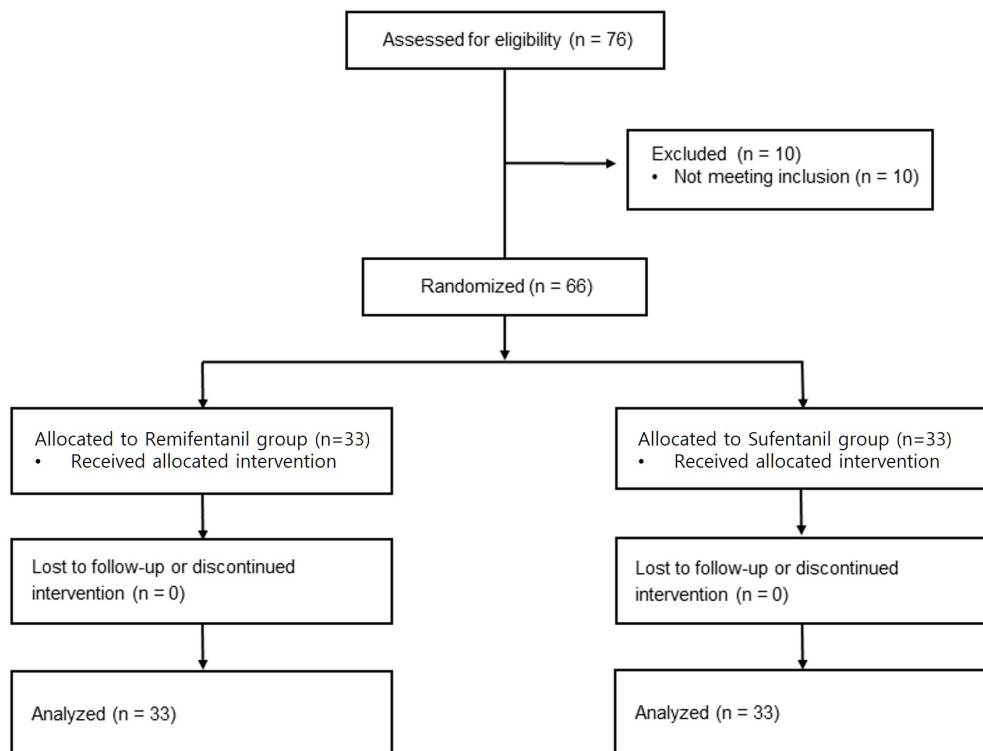 Assessed for eligibility (n = 76)
Excluded (n = 10)
• Not meeting inclusion (n = 10)
Randomized (n = 66)
Allocated to Remifentanil group (n=33)
• Received allocated intervention
Allocated to Sufentanil group (n=33)
• Received allocated intervention
Lost to follow-up or discontinued
intervention (n = 0)
Lost to follow-up or discontinued
intervention (n = 0)
Analyzed (n = 33)
Analyzed (n = 33)